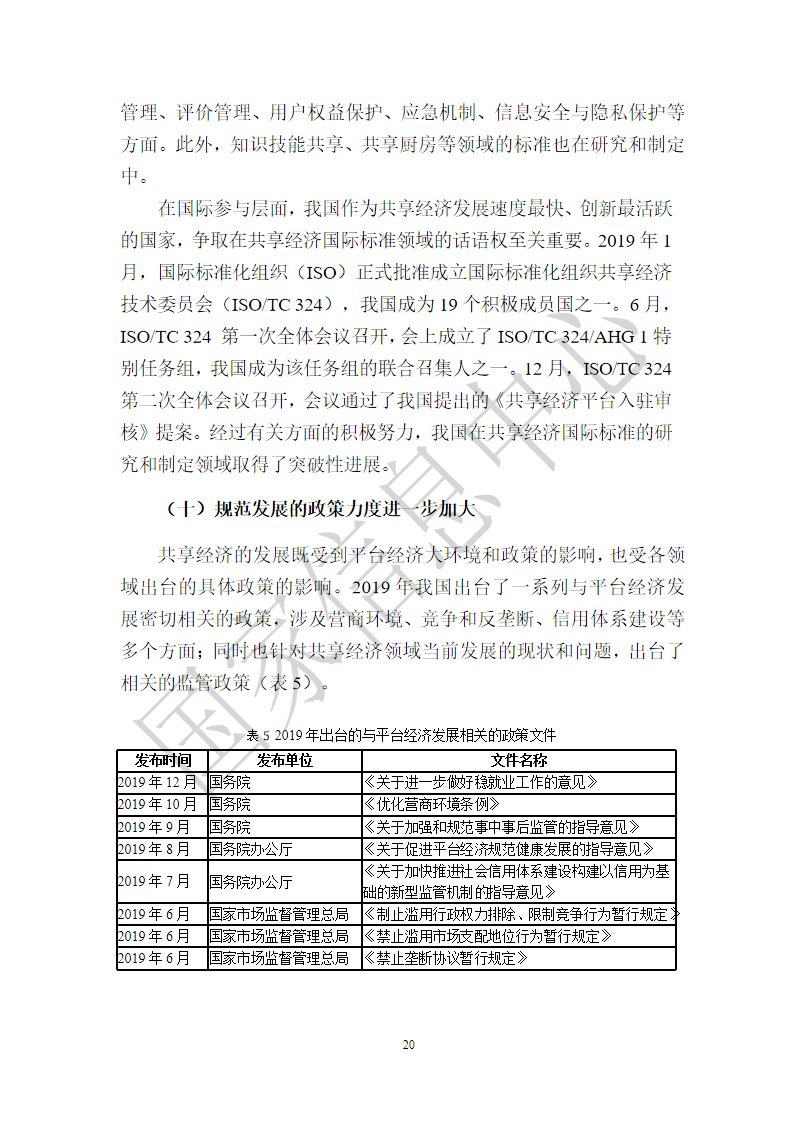 管理、评价管理、用户权益保护、应急机制、信息安全与隐私保护等
方面。此外，知识技能共享、共享厨房等领域的标准也在研究和制定
中。
在国际参与层面，我国作为共享经济发展速度最快、创新最活跃
的国家，争取在共享经济国际标准领域的话语权至关重要。2019 年 1
月，国际标准化组织（ISO）正式批准成立国际标准化组织共享经济
技术委员会（ISO/TC 324），我国成为 19 个积极成员国之一。6 月，
ISO/TC 324 第一次全体会议召开，会上成立了 ISO/TC 324/AHG 1 特
别任务组，我国成为该任务组的联合召集人之一。12 月，ISO/TC 324
第二次全体会议召开，会议通过了我国提出的《共享经济平台入驻审
核》提案。经过有关方面的积极努力，我国在共享经济国际标准的研
究和制定领域取得了突破性进展。
（十）规范发展的政策力度进一步加大
共享经济的发展既受到平台经济大环境和政策的影响，也受各领
域出台的具体政策的影响。2019 年我国出台了一系列与平台经济发
展密切相关的政策，涉及营商环境、竞争和反垄断、信用体系建设等
多个方面；同时也针对共享经济领域当前发展的现状和问题，出台了
相关的监管政策（表 5）。
表 5 2019 年出台的与平台经济发展相关的政策文件
发布时间 发布单位 文件名称
2019 年 12 月 国务院 《关于进一步做好稳就业工作的意见》
2019 年 10 月 国务院 《优化营商环境条例》
2019 年 9 月 国务院 《关于加强和规范事中事后监管的指导意见》
2019 年 8 月 国务院办公厅 《关于促进平台经济规范健康发展的指导意见》
2019 年 7 月 国务院办公厅 《关于加快推进社会信用体系建设构建以信用为基
础的新型监管机制的指导意见》
2019 年 6 月 国家市场监督管理总局 《制止滥用行政权力排除、限制竞争行为暂行规定》
2019 年 6 月 国家市场监督管理总局 《禁止滥用市场支配地位行为暂行规定》
2019 年 6 月 国家市场监督管理总局 《禁止垄断协议暂行规定》
国家信息中心
20